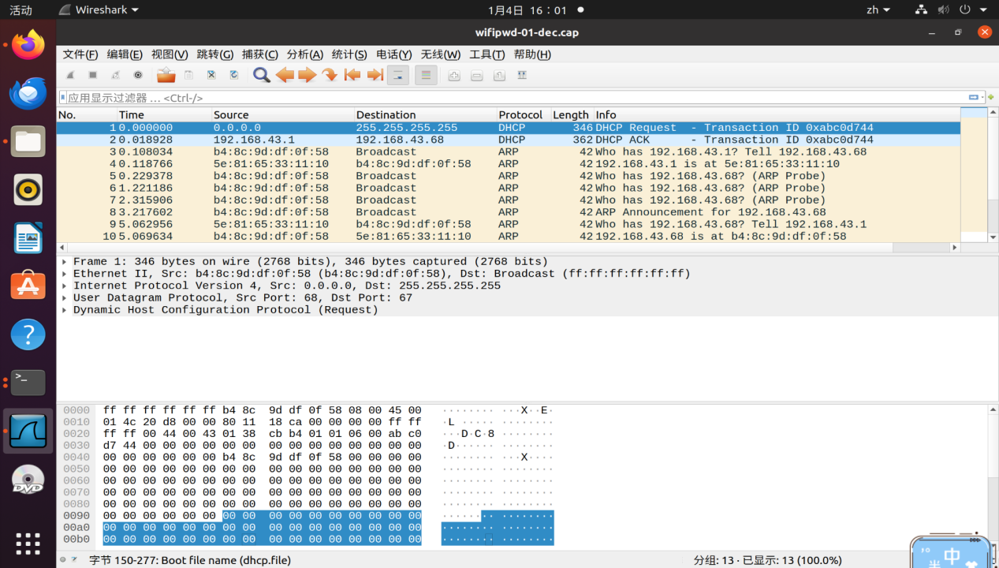 活动 Wireshark 1月4日 16：01 zh
wifipwd-01-dec.cap
文件(F) 编辑(E) 视图(V) 跳转(G) 捕获(C) 分析(A) 统计(S) 电话(Y) 无线(W) 工具(T) 帮助(H)
应用显示过滤器 … <Ctrl-/>
No. Time Source Destination Protocol Length Info
1 0.000000 0.0.0.0 255.255.255.255 DHCP 346 DHCP Request - Transaction ID 0xabc0d744
2 0.018928 192.168.43.1 192.168.43.68 DHCP 362 DHCP ACK - Transaction ID 0xabc0d744
3 0.108034 b4:8c:9d:df:0f:58 Broadcast ARP 42 Who has 192.168.43.1? Tell 192.168.43.68
4 0.118766 5e:81:65:33:11:10 b4:8c:9d:df:0f:58 ARP 42 192.168.43.1 is at 5e:81:65:33:11:10
5 0.229378 b4:8c:9d:df:0f:58 Broadcast ARP 42 Who has 192.168.43.68? (ARP Probe)
6 1.221186 b4:8c:9d:df:0f:58 Broadcast ARP 42 Who has 192.168.43.68? (ARP Probe)
7 2.315906 b4:8c:9d:df:0f:58 Broadcast ARP 42 Who has 192.168.43.68? (ARP Probe)
8 3.217602 b4:8c:9d:df:0f:58 Broadcast ARP 42 ARP Announcement for 192.168.43.68
9 5.062956 5e:81:65:33:11:10 b4:8c:9d:df:0f:58 ARP 42 Who has 192.168.43.68? Tell 192.168.43.1
10 5.069634 b4:8c:9d:df:0f:58 5e:81:65:33:11:10 ARP 42 192.168.43.68 is at b4:8c:9d:df:0f:58
Frame 1: 346 bytes on wire (2768 bits), 346 bytes captured (2768 bits)
Ethernet II, Src: b4:8c:9d:df:0f:58 (b4:8c:9d:df:0f:58), Dst: Broadcast (ff:ff:ff:ff:ff:ff)
Internet Protocol Version 4, Src: 0.0.0.0, Dst: 255.255.255.255
User Datagram Protocol, Src Port: 68, Dst Port: 67
Dynamic Host Configuration Protocol (Request)
0000 ff ff ff ff ff ff b4 8c 9d df 0f 58 08 00 45 00 ········ ···X··E·
0010 01 4c 20 d8 00 00 80 11 18 ca 00 00 00 00 ff ff ·L ····· ········
0020 ff ff 00 44 00 43 01 38 cb b4 01 01 06 00 ab c0 ···D·C·8 ········
0030 d7 44 00 00 00 00 00 00 00 00 00 00 00 00 00 00 ·D······ ········
0040 00 00 00 00 00 00 b4 8c 9d df 0f 58 00 00 00 00 ········ ···X····
0050 00 00 00 00 00 00 00 00 00 00 00 00 00 00 00 00 ········ ········
0060 00 00 00 00 00 00 00 00 00 00 00 00 00 00 00 00 ········ ········
0070 00 00 00 00 00 00 00 00 00 00 00 00 00 00 00 00 ········ ········
0080 00 00 00 00 00 00 00 00 00 00 00 00 00 00 00 00 ········ ········
0090 00 00 00 00 00 00 00 00 00 00 00 00 00 00 00 00 ········ ········
00a0 00 00 00 00 00 00 00 00 00 00 00 00 00 00 00 00 ········ ········
00b0 00 00 00 00 00 00 00 00 00 00 00 00 00 00 00 00 ········ ········
DVD
字节 150-277: Boot file name (dhcp.file) 分组: 13 · 已显示: 13 (100.0%)
中
半